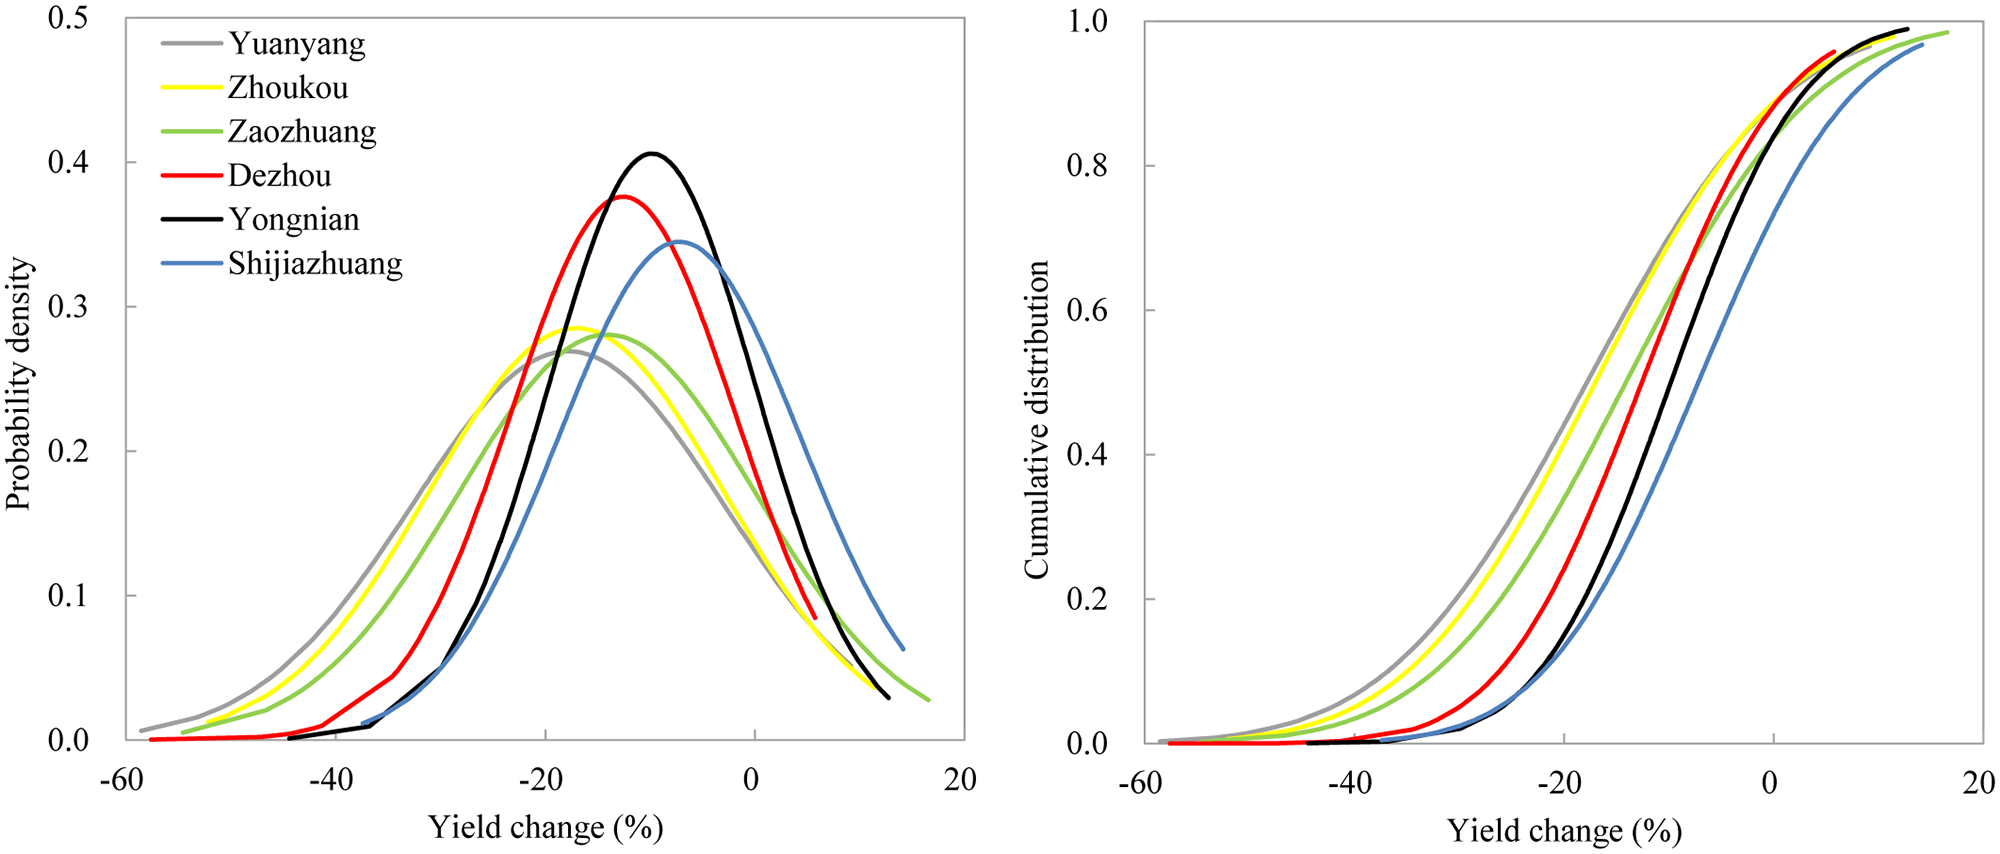 0.5
0.4
0.3
0.2
0.1
0.0
Probability density
Yuanyang
Zhoukou
Zaozhuang
Dezhou
Yongnian
Shijiazhuang
-60 -40 -20 0 20
Yield change (%)
1.0
0.8
0.6
0.4
0.2
0.0
Cumulative distribution
-60 -40 -20 0 20
Yield change (%)